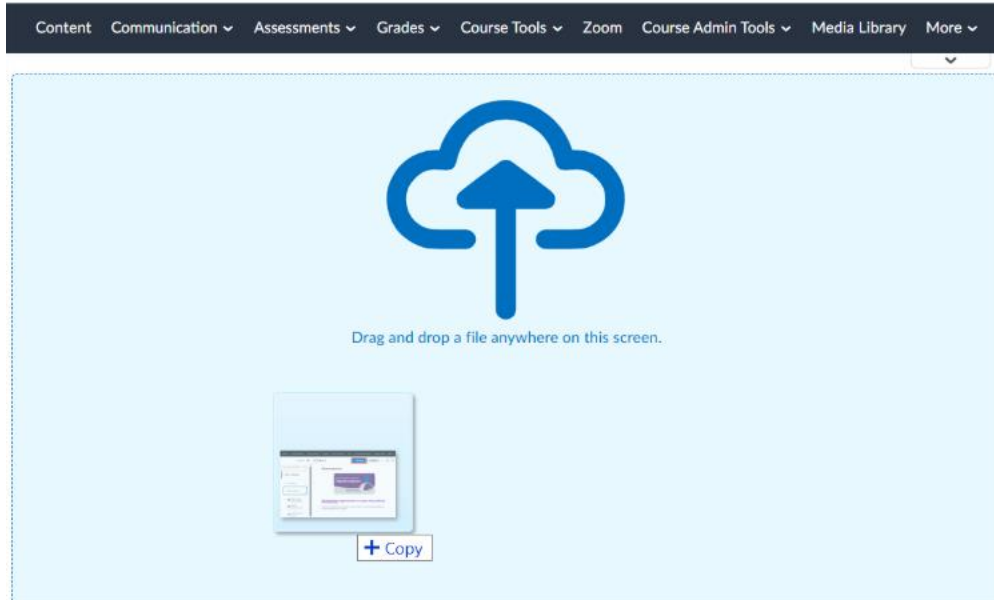 Content Communication Assessments Grades Course Tools Zoom Course Admin Tools Media Library More
Drag and drop a file anywhere on this screen.
+ Copy